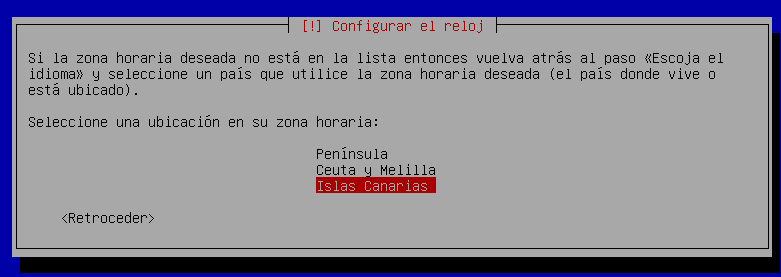 [!] Configurar el reloj
Si la zona horaria deseada no está en la lista entonces vuelva atrás al paso «Escoja el
idioma» y seleccione un país que utilice la zona horaria deseada (el país donde vive o
está ubicado).
Seleccione una ubicación en su zona horaria:
Península
Ceuta y Melilla
Islas Canarias
<Retroceder>